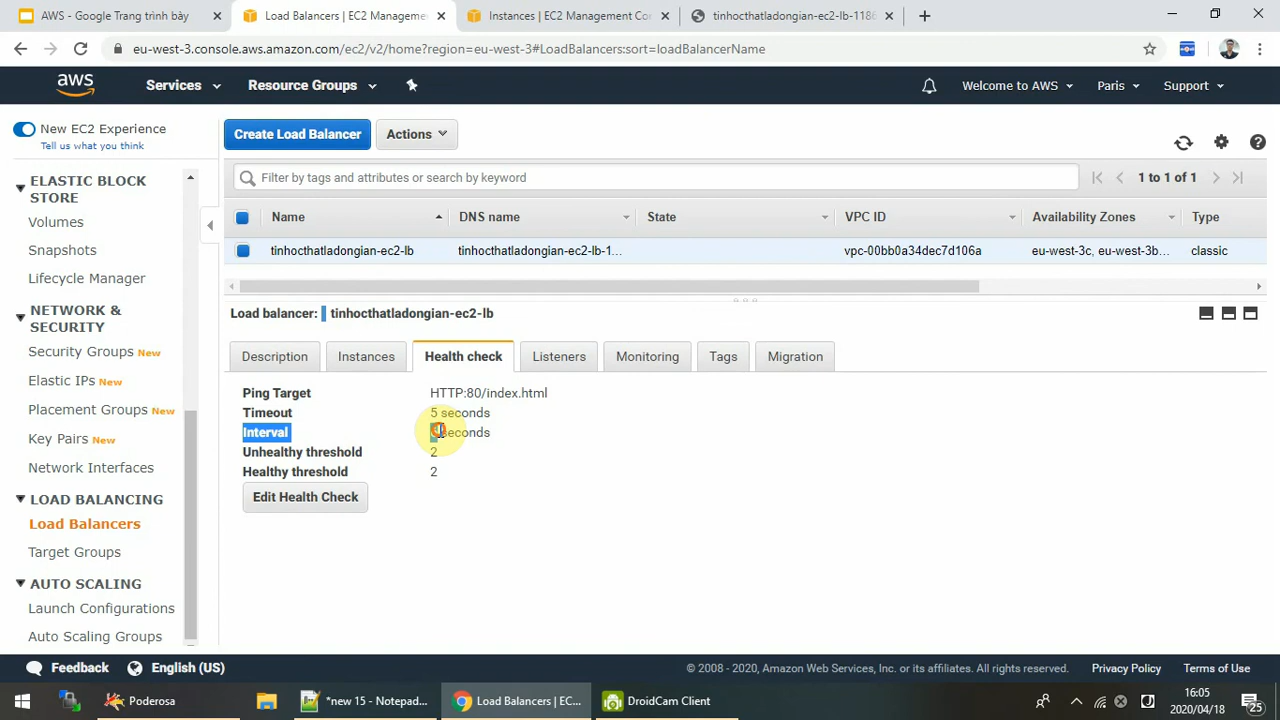 AWS - Google Trang trình bày
Load Balancers | EC2 Manageme
Instances | EC2 Management Con
tinhocthatladongian-ec2-lb-1186
eu-west-3.console.aws.amazon.com/ec2/v2/home?region=eu-west-3#LoadBalancers:sort=loadBalancerName
aws
Services
Resource Groups
Welcome to AWS
Paris
Support
New EC2 Experience
Tell us what you think
ELASTIC BLOCK
STORE
Volumes
Snapshots
Lifecycle Manager
NETWORK &
SECURITY
Security Groups New
Elastic IPs New
Placement Groups New
Key Pairs New
Network Interfaces
LOAD BALANCING
Load Balancers
Target Groups
AUTO SCALING
Launch Configurations
Auto Scaling Groups
Create Load Balancer
Actions
Filter by tags and attributes or search by keyword
1 to 1 of 1
Name
DNS name
State
VPC ID
Availability Zones
Type
tinhocthatladongian-ec2-lb
tinhocthatladongian-ec2-lb-1...
vpc-00bb0a34dec7d106a
eu-west-3c, eu-west-3b...
classic
Load balancer: tinhocthatladongian-ec2-lb
Description
Instances
Health check
Listeners
Monitoring
Tags
Migration
Ping Target HTTP:80/index.html
Timeout 5 seconds
Interval seconds
Unhealthy threshold 2
Healthy threshold 2
Edit Health Check
Feedback
English (US)
© 2008 - 2020, Amazon Web Services, Inc. or its affiliates. All rights reserved.
Privacy Policy
Terms of Use
Poderosa
*new 15 - Notepad...
Load Balancers | EC...
DroidCam Client
16:05
2020/04/18
25